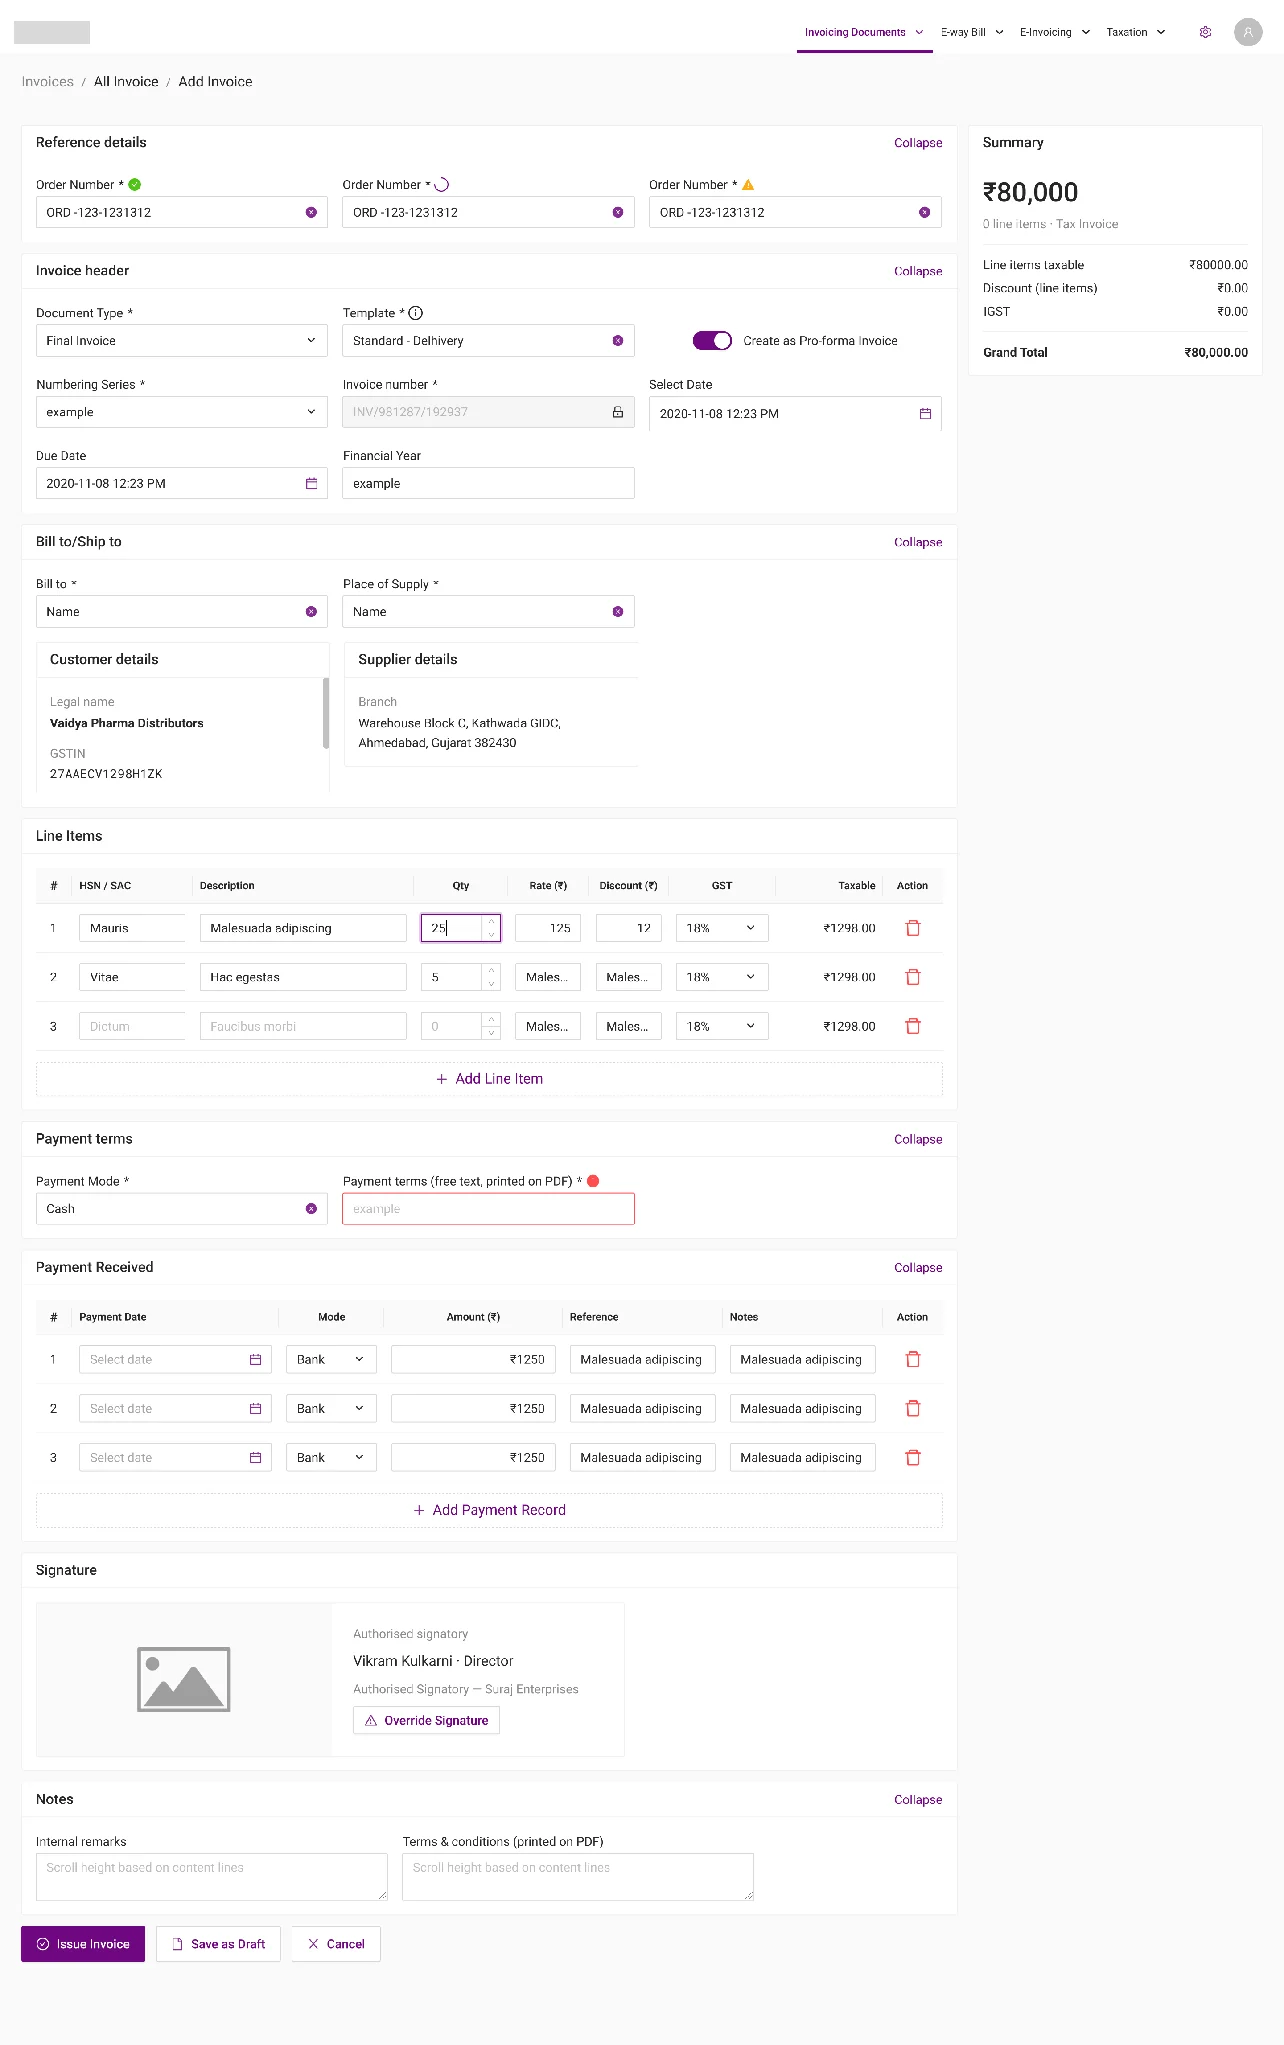 Invoicing Documents E-way Bill E-Invoicing Taxation
Invoices / All Invoice / Add Invoice
Reference details Collapse
Order Number * Order Number * Order Number *
ORD -123-1231312 ORD -123-1231312 ORD -123-1231312
Summary
₹80,000
0 line items · Tax Invoice
Line items taxable ₹80000.00
Discount (line items) ₹0.00
IGST ₹0.00
Grand Total ₹80,000.00
Invoice header Collapse
Document Type * Template *
Final Invoice Standard - Delhivery Create as Pro-forma Invoice
Numbering Series * Invoice number * Select Date
example INV/981287/192937 2020-11-08 12:23 PM
Due Date Financial Year
2020-11-08 12:23 PM example
Bill to/Ship to Collapse
Bill to * Place of Supply *
Name Name
Customer details
Legal name
Vaidya Pharma Distributors
GSTIN
27AAECV1298H1ZK
Supplier details
Branch
Warehouse Block C, Kathwada GIDC,
Ahmedabad, Gujarat 382430
Line Items
# HSN / SAC Description Qty Rate (₹) Discount (₹) GST Taxable Action
1 Mauris Malesuada adipiscing 25 125 12 18% ₹1298.00
2 Vitae Hac egestas 5 Males... Males... 18% ₹1298.00
3 Dictum Faucibus morbi 0 Males... Males... 18% ₹1298.00
+ Add Line Item
Payment terms Collapse
Payment Mode * Payment terms (free text, printed on PDF) *
Cash example
Payment Received Collapse
# Payment Date Mode Amount (₹) Reference Notes Action
1 Select date Bank ₹1250 Malesuada adipiscing Malesuada adipiscing
2 Select date Bank ₹1250 Malesuada adipiscing Malesuada adipiscing
3 Select date Bank ₹1250 Malesuada adipiscing Malesuada adipiscing
+ Add Payment Record
Signature
Authorised signatory
Vikram Kulkarni · Director
Authorised Signatory — Suraj Enterprises
Override Signature
Notes Collapse
Internal remarks Terms & conditions (printed on PDF)
Scroll height based on content lines Scroll height based on content lines
Issue Invoice Save as Draft Cancel